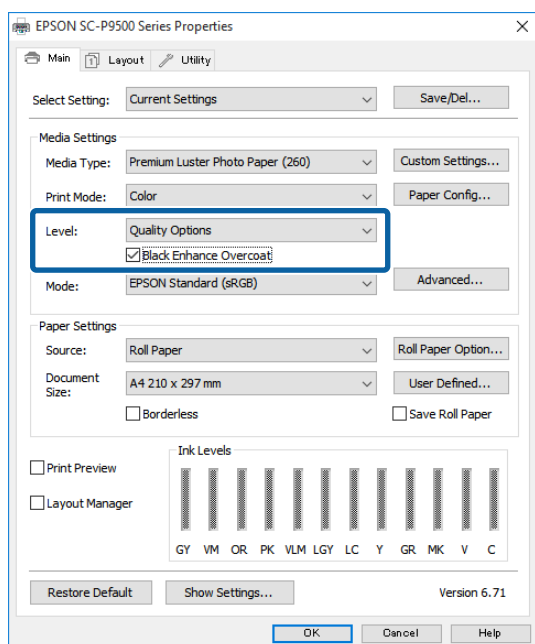 EPSON SC-P9500 Series Properties
Main
Layout
Utility
Select Setting: Current Settings Save/Del...
Media Settings
Media Type: Premium Luster Photo Paper (260) Custom Settings...
Print Mode: Color Paper Config...
Level: Quality Options
Black Enhance Overcoat
Mode: EPSON Standard (sRGB) Advanced...
Paper Settings
Source: Roll Paper Roll Paper Option...
Document Size: A4 210 x 297 mm User Defined...
Borderless Save Roll Paper
Ink Levels
Print Preview
Layout Manager
GY VM OR PK VLM LGY LC Y GR MK V C
Restore Default Show Settings... Version 6.71
OK Cancel Help